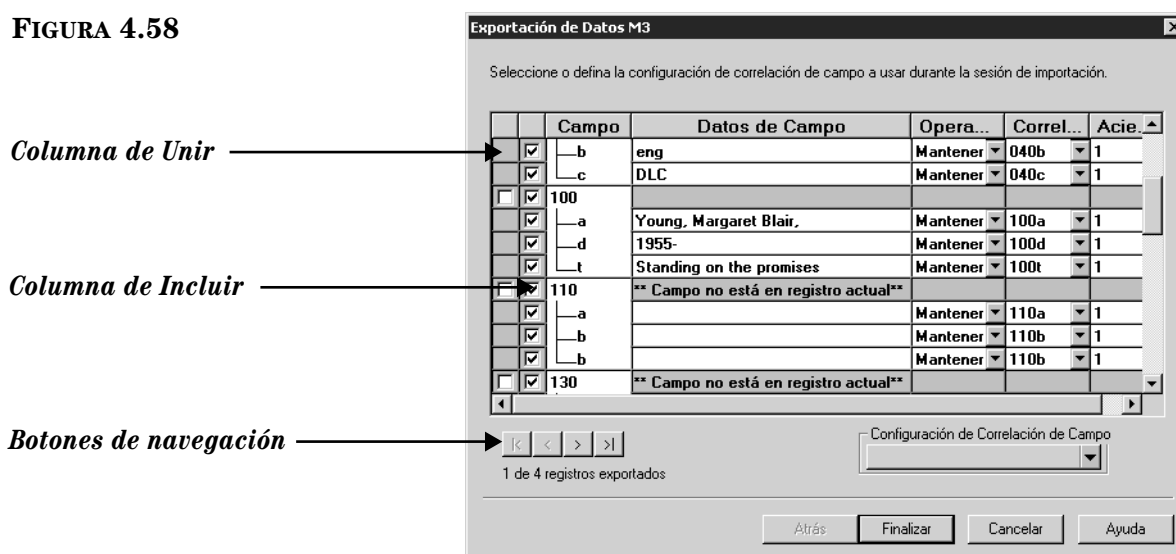 FIGURA 4.58
Exportación de Datos M3
Seleccione o defina la configuración de correlación de campo a usar durante la sesión de importación.
Campo Datos de Campo Opera... Correl... Acie.
Columna de Unir
b eng Mantener 040b 1
c DLC Mantener 040c 1
100
a Young, Margaret Blair, Mantener 100a 1
d 1955- Mantener 100d 1
t Standing on the promises Mantener 100t 1
Columna de Incluir
110 ** Campo no está en registro actual**
a Mantener 110a 1
b Mantener 110b 1
b Mantener 110b 1
130 ** Campo no está en registro actual**
Botones de navegación
Configuración de Correlación de Campo
1 de 4 registros exportados
Atrás Finalizar Cancelar Ayuda